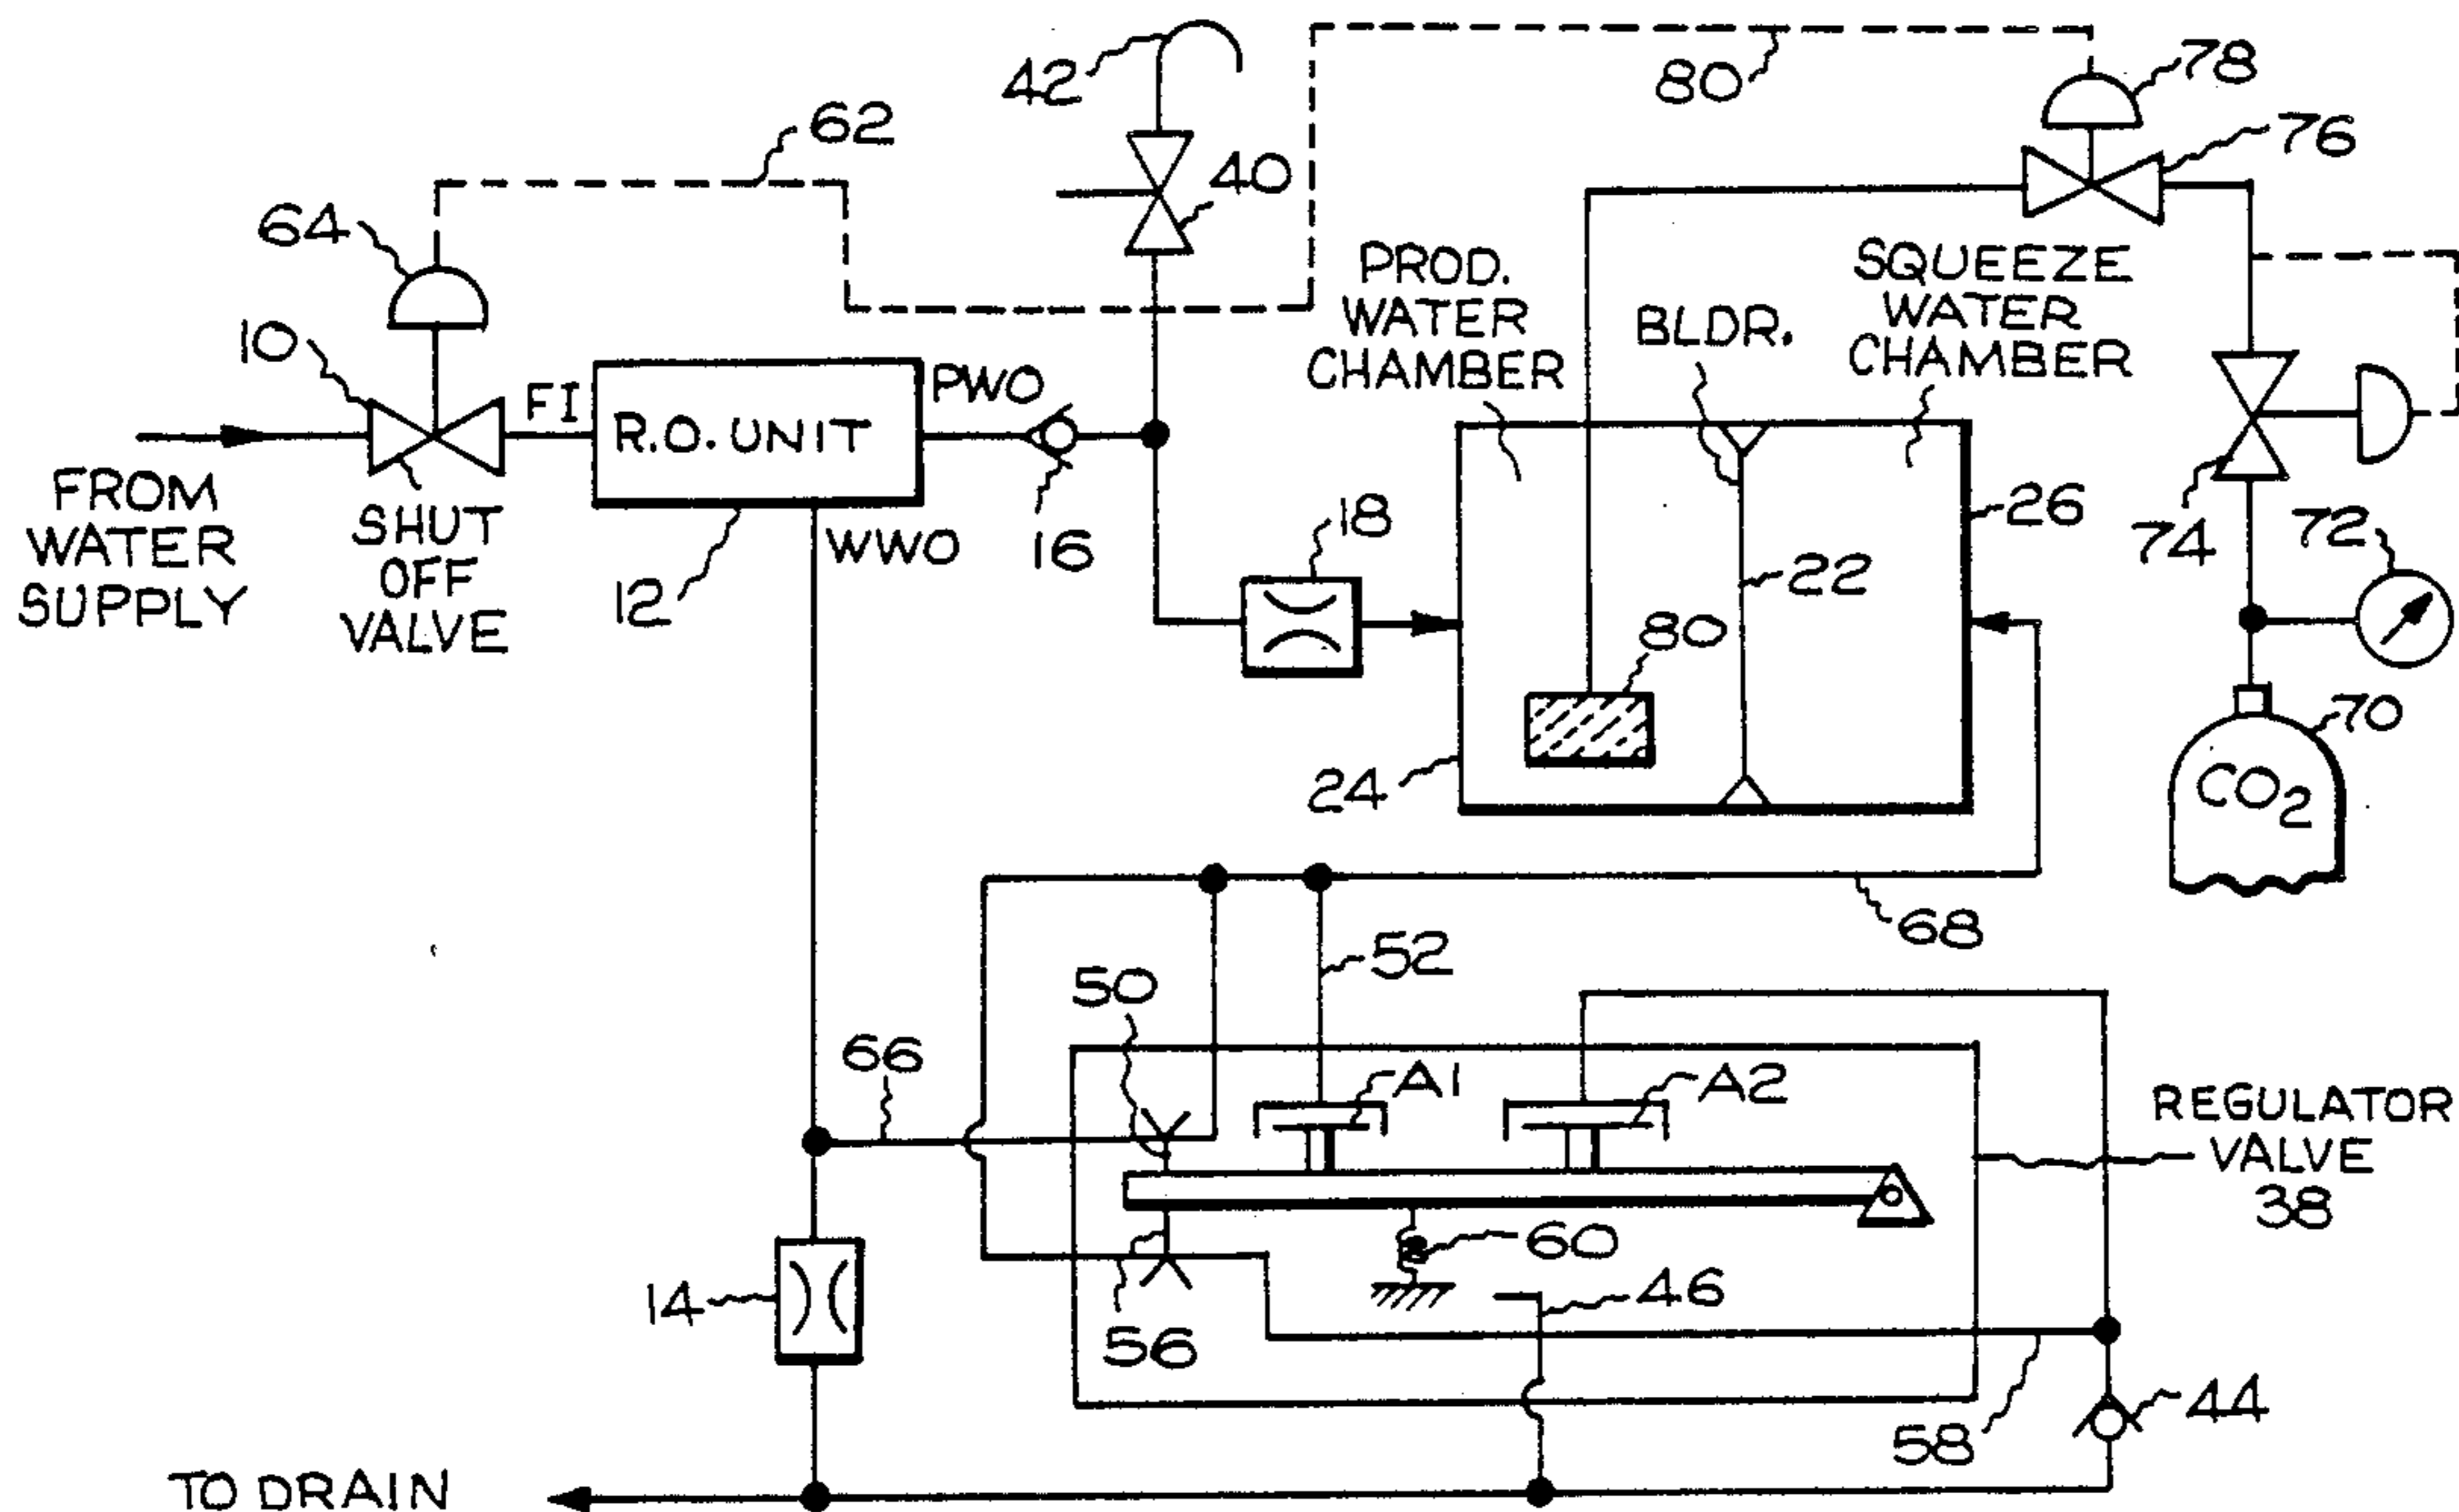 42
80
78
76
62
40
64
10
FI
R.O. UNIT
PWO
PROD.
WATER
CHAMBER
BLDR.
SQUEEZE
WATER
CHAMBER
FROM
WATER
SUPPLY
SHUT
OFF
VALVE
12
WWO
16
18
22
26
74
72
80
24
70
CO2
68
52
50
66
A1
A2
REGULATOR
VALVE
38
60
46
14
56
58
44
TO DRAIN